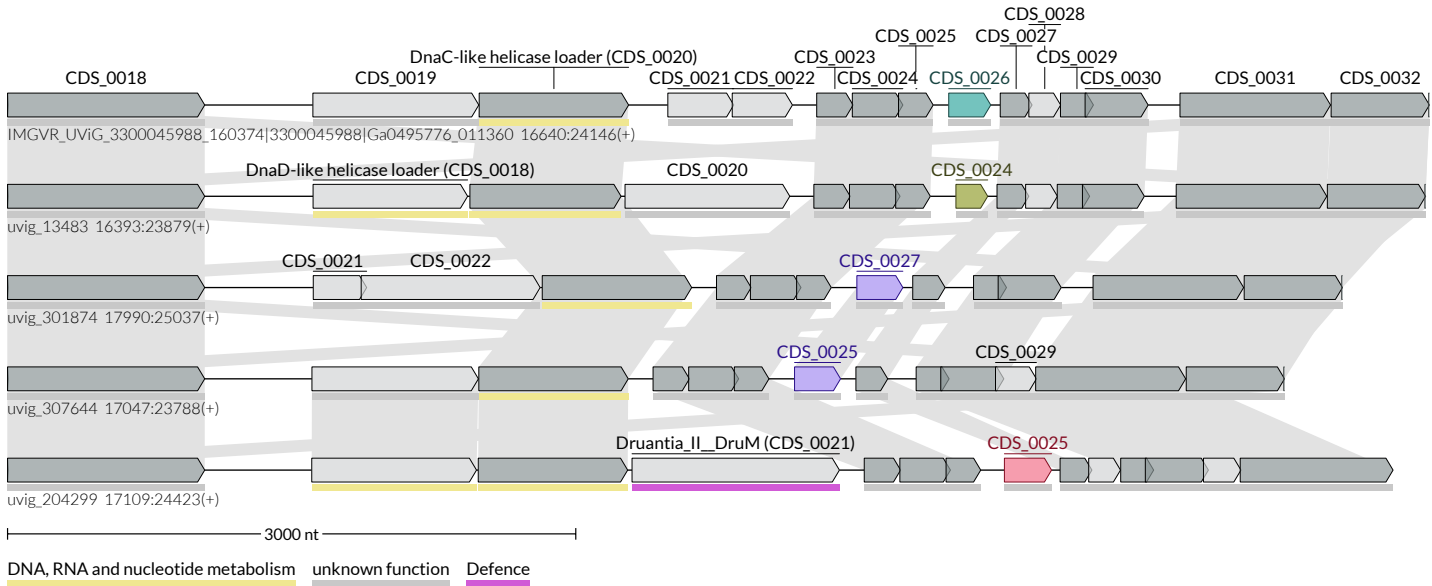 CDS_0028
CDS_0025 CDS_0027
DnaC-like helicase loader (CDS_0020) CDS_0023 CDS_0029
CDS_0018 CDS_0019 CDS_0021 CDS_0022 CDS_0024 CDS_0026 CDS_0030 CDS_0031 CDS_0032
IMGVR_UViG_3300045988_160374|3300045988|Ga0495776_011360 16640:24146(+)
DnaD-like helicase loader (CDS_0018) CDS_0020 CDS_0024
uvig_13483 16393:23879(+)
CDS_0021 CDS_0022 CDS_0027
uvig_301874 17990:25037(+)
CDS_0025 CDS_0029
uvig_307644 17047:23788(+)
Druantia_II__DruM (CDS_0021) CDS_0025
uvig_204299 17109:24423(+)
3000 nt
DNA, RNA and nucleotide metabolism unknown function Defence